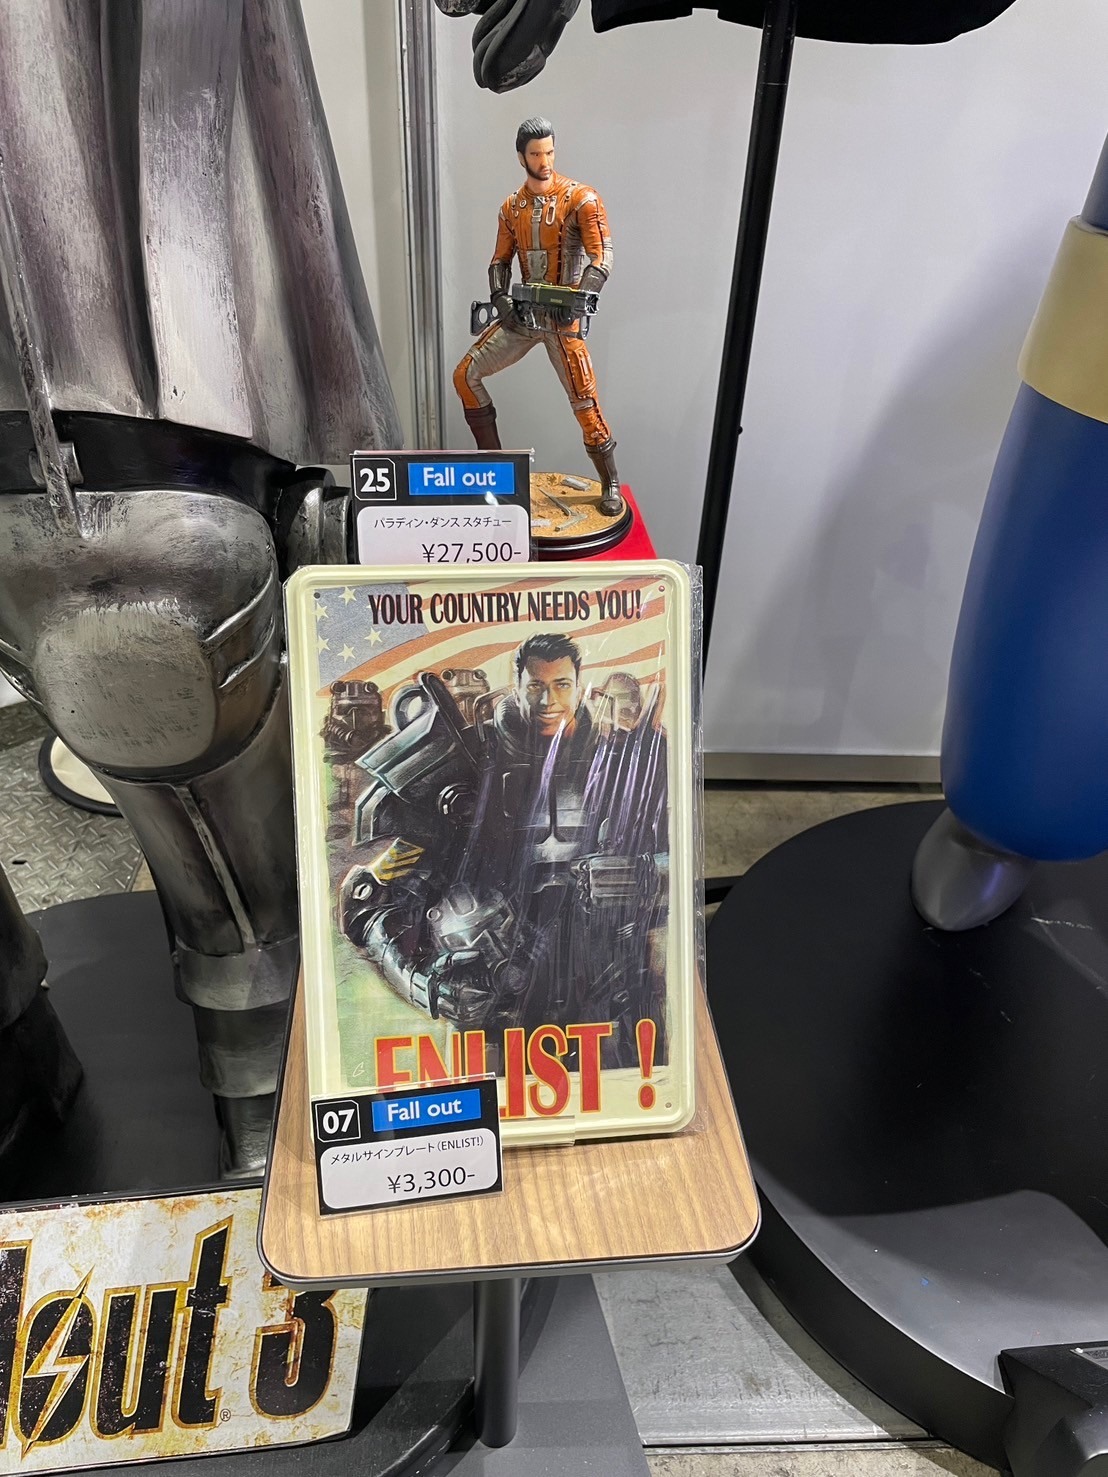 25 Fall out
パラディン・ダンス スタチュー
¥27,500-
YOUR COUNTRY NEEDS YOU!
ENLIST !
07 Fall out
メタルサインプレート(ENLIST!)
¥3,300-
lout 3
®